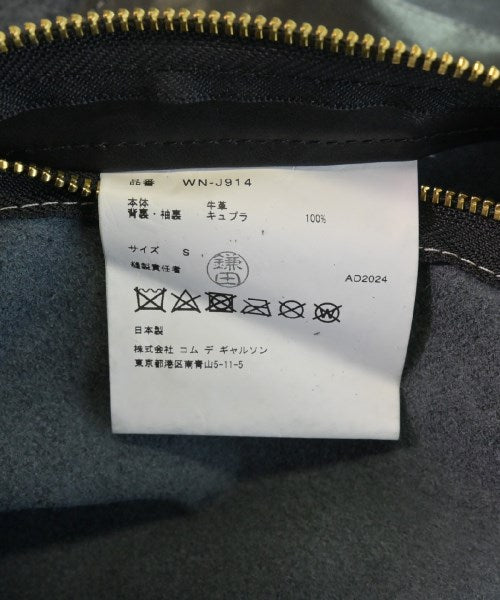 品番 WN-J914
本体 牛革
背裏・袖裏 キュプラ 100%
サイズ S
縫製責任者 鎌田
AD2024
W
日本製
株式会社 コム デ ギャルソン
東京都港区南青山5-11-5